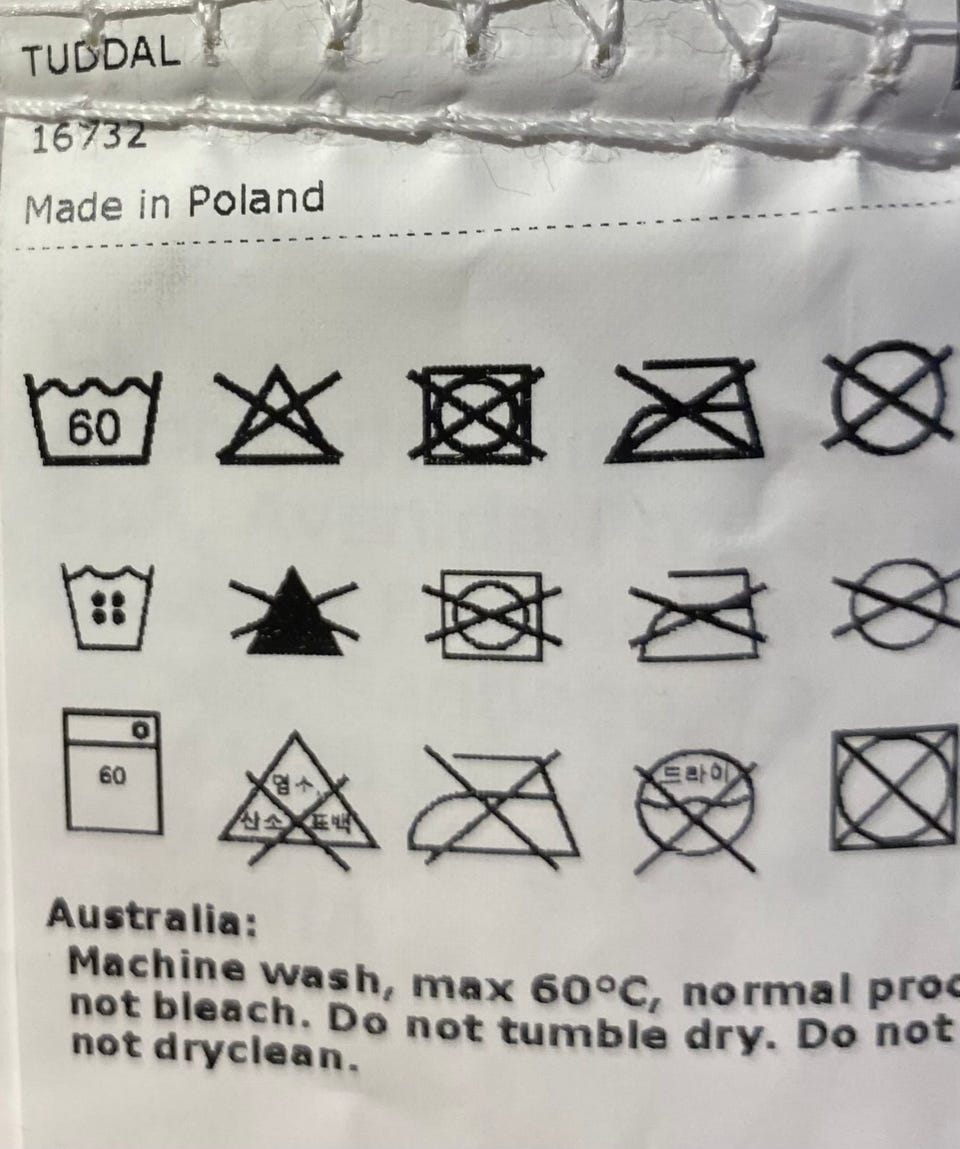 TUDDAL
16732
Made in Poland
60
60
염소
산소 표백
드라이
Australia:
Machine wash, max 60°C, normal proc
not bleach. Do not tumble dry. Do not
not dryclean.